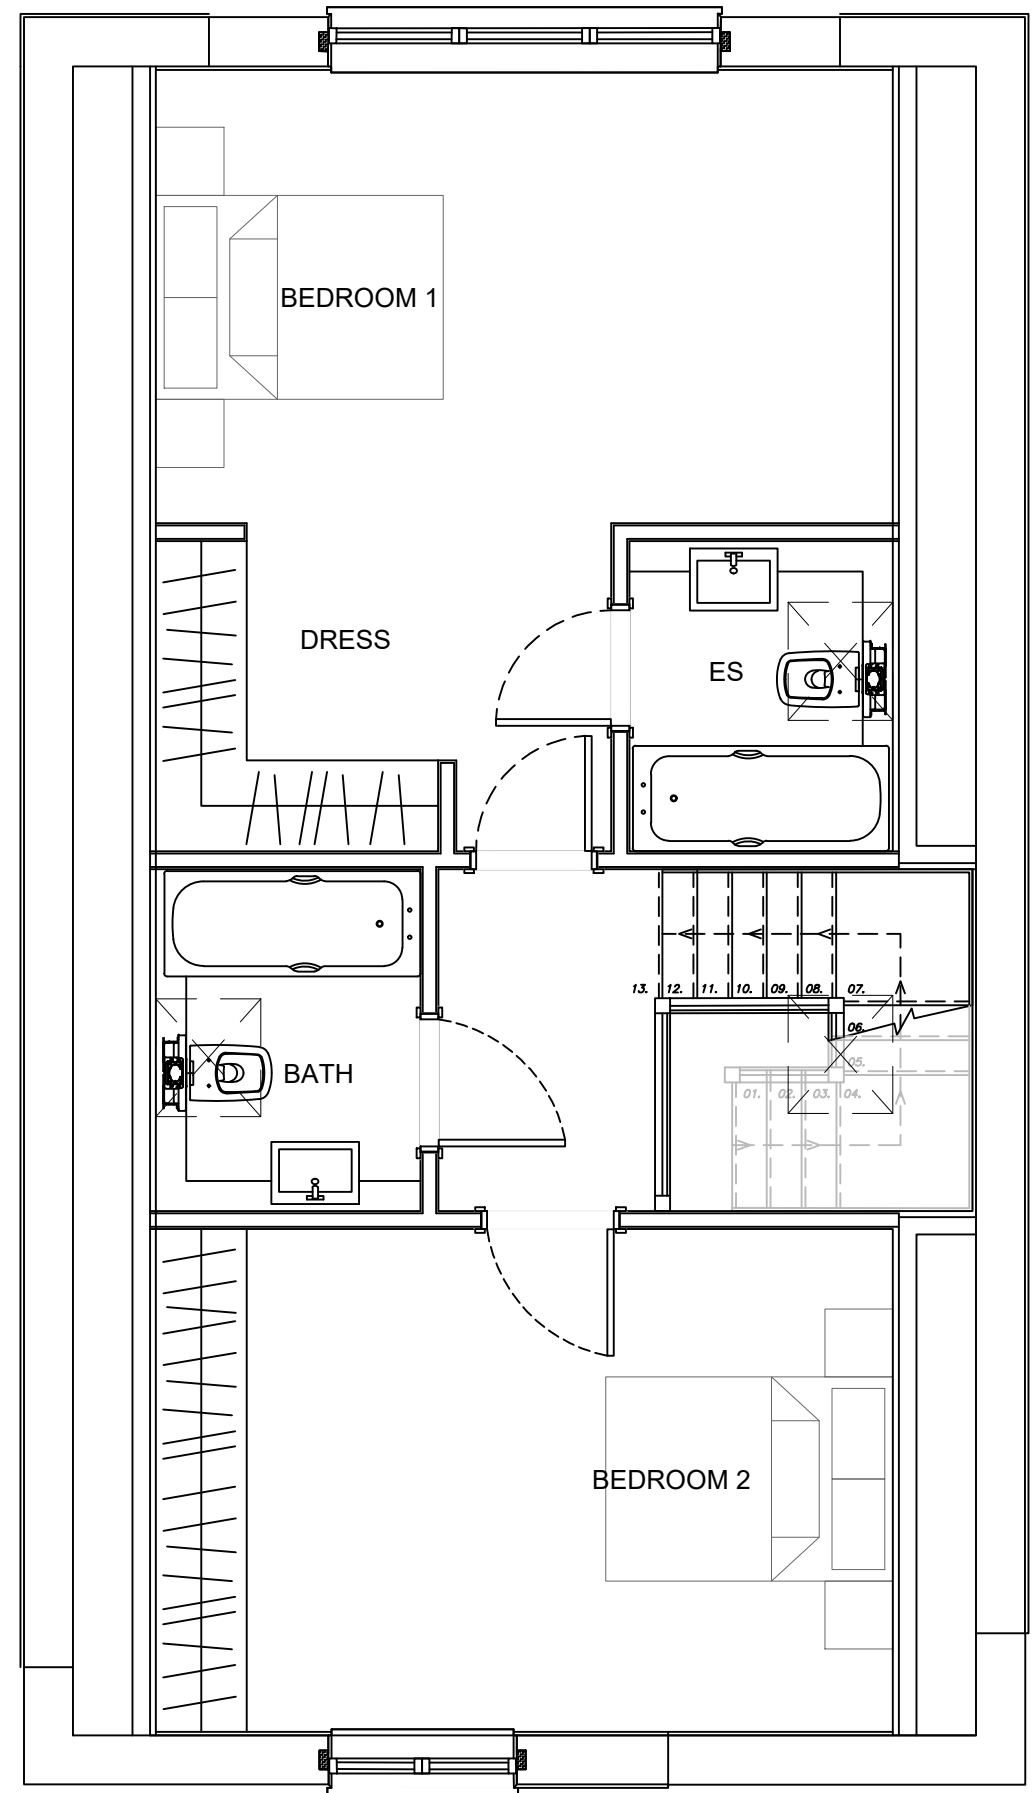 BEDROOM 1
DRESS
ES
13. 12. 11. 10. 09. 08. 07.
06.
05.
BATH
01. 02. 03. 04.
BEDROOM 2